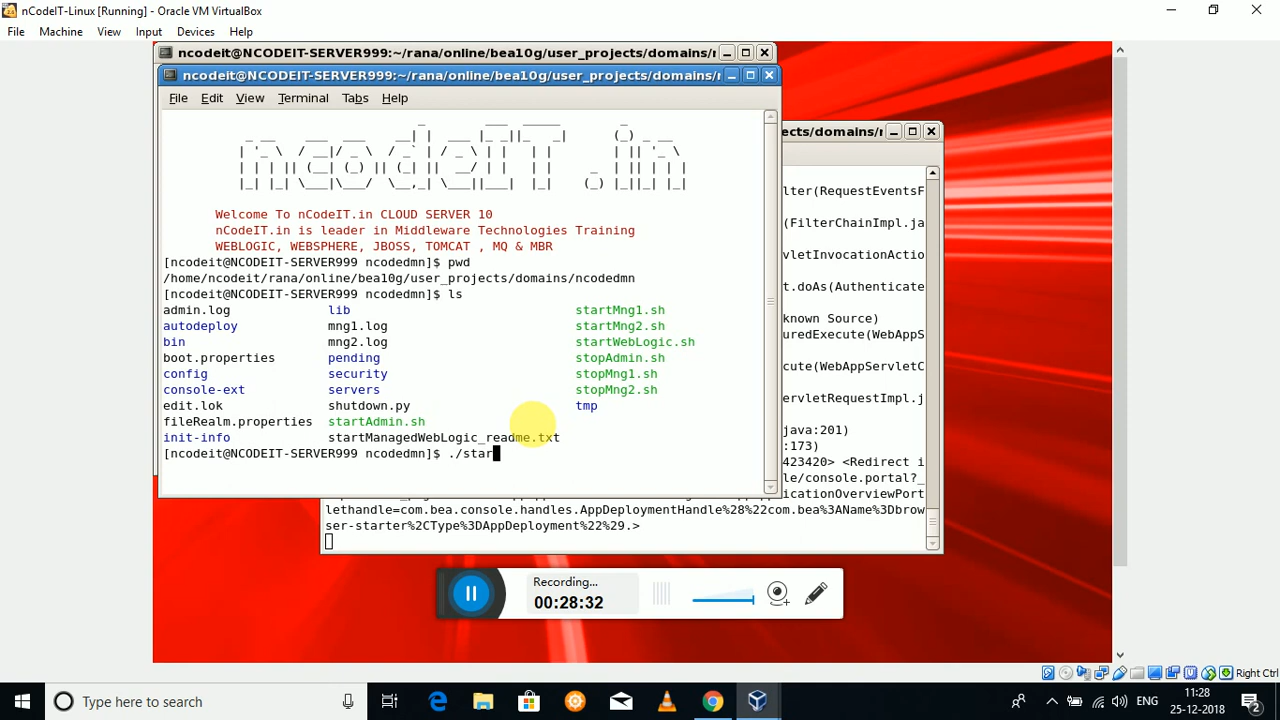 nCodeIT-Linux [Running] - Oracle VM VirtualBox
File Machine View Input Devices Help
ncodeit@NCODEIT-SERVER999:~/rana/online/bea10g/user_projects/domains/
ncodeit@NCODEIT-SERVER999:~/rana/online/bea10g/user_projects/domains/
File Edit View Terminal Tabs Help
ncodeIT.in
Welcome To nCodeIT.in CLOUD SERVER 10
nCodeIT.in is leader in Middleware Technologies Training
WEBLOGIC, WEBSPHERE, JBOSS, TOMCAT , MQ & MBR
[ncodeit@NCODEIT-SERVER999 ncodedmn]$ pwd
/home/ncodeit/rana/online/bea10g/user_projects/domains/ncodedmn
[ncodeit@NCODEIT-SERVER999 ncodedmn]$ ls
admin.log lib startMng1.sh
autodeploy mng1.log startMng2.sh
bin mng2.log startWebLogic.sh
boot.properties pending stopAdmin.sh
config security stopMng1.sh
console-ext servers stopMng2.sh
edit.lok shutdown.py tmp
fileRealm.properties startAdmin.sh
init-info startManagedWebLogic_readme.txt
[ncodeit@NCODEIT-SERVER999 ncodedmn]$ ./star
ects/domains/
lter(RequestEventsF
(FilterChainImpl.ja
vletInvocationActio
t.doAs(Authenticate
known Source)
uredExecute(WebAppS
cute(WebAppServletC
vletRequestImpl.j
java:201)
:173)
423420> <Redirect i
le/console.portal?_
icationOverviewPort
lethandle=com.bea.console.handles.AppDeploymentHandle%28%22com.bea%3AName%3Dbrow
ser-starter%2CType%3DAppDeployment%22%29.>
Recording...
00:28:32
Right Ctrl
Type here to search
ENG
11:28
25-12-2018
2